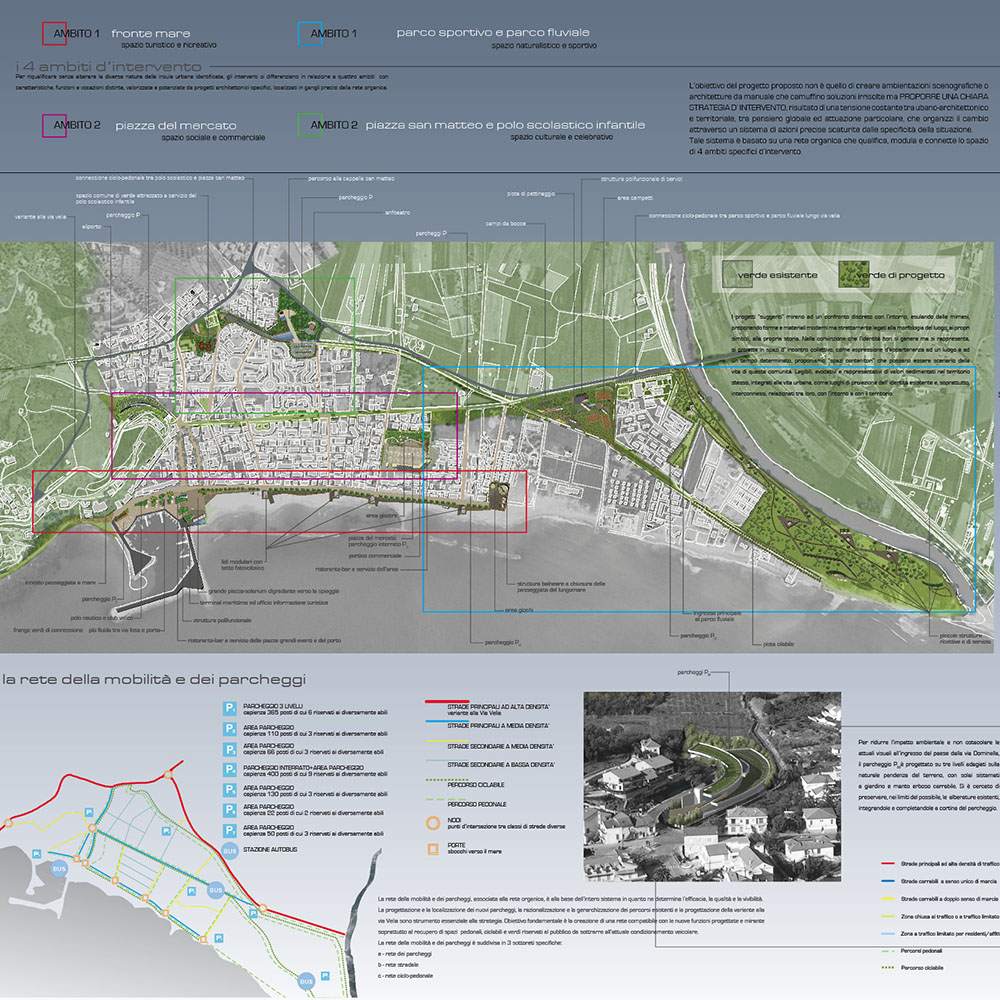 AMBITO 1 fronte mare
spazio turistico e ricreativo
AMBITO 1 parco sportivo e parco fluviale
spazio naturalistico e sportivo
i 4 ambiti d'intervento
Per riqualificare senza alterare la diversa natura delle insule urbane identificate, gli interventi si differenziano in relazione a quattro ambiti con
caratteristiche, funzioni e vocazioni distinte, valorizzate e potenziate da progetti architettonici specifici, localizzati in gangli precisi della rete organica.
AMBITO 2 piazza del mercato
spazio sociale e commerciale
AMBITO 2 piazza san matteo e polo scolastico infantile
spazio culturale e celebrativo
L'obiettivo del progetto proposto non è quello di creare ambientazioni scenografiche o
architetture da manuale che camuffino soluzioni irrisolte ma PROPORRE UNA CHIARA
STRATEGIA D'INTERVENTO, risultato di una tensione costante tra urbano-architettonico
e territoriale, tra pensiero globale ed attuazione particolare, che organizzi il cambio
attraverso un sistema di azioni precise scaturite dalle specificità della situazione.
Tale sistema è basato su una rete organica che qualifica, modula e connette lo spazio
di 4 ambiti specifici d'intervento.
connessione ciclo-pedonale tra polo scolastico e piazza san matteo
percorso alla cappella san matteo
struttura polifunzionale di servizi
spazio comune di verde attrezzato a servizio del
polo scolastico infantile
parcheggio P
pista di pattinaggio
area campetti
variante alla via velia
parcheggio P
anfiteatro
connessione ciclo-pedonale tra parco sportivo e parco fluviale lungo via velia
eliporto
campi da bocce
parcheggi P
verde esistente
verde di progetto
I progetti "suggeriti" mirano ad un confronto discreto con l'intorno, esulando dalla mimesi,
proponendo forme e materiali moderni ma strettamente legati alla morfologia del luogo, ai propri
simboli, alla propria storia. Nella convinzione che l'identità non si genera ma si rappresenta,
si progetta in spazi d'incontro collettivo, come espressione d'appartenenza ad un luogo e ad
un tempo determinato, proponiamo "spazi contenitori" che possano essere scenario della
vita di questa comunità. Legibili, evocativi e rappresentativi di valori sedimentati nel territorio
stesso, integrati alla vita urbana, come luoghi di proiezione dell'identità esistente e, soprattutto,
interconnessi, relazionati tra loro, con l'intorno e con il territorio.
area giochi
piazza del mercato
parcheggio interrato P
portico commerciale
ristorante-bar a servizio dell'area
lidi modulari con
tetto fotovoltaico
innesto passeggiata a mare
grande piazza-solarium digradante verso la spiaggia
terminal marittimo ed ufficio informazione turistica
parcheggio P
polo nautico e club velico
struttura polifunzionale
frange verdi di connessione più fluida tra via lista e porto
ristorante-bar a servizio della piazza grandi eventi e del porto
strutture balneare a chiusura della
passeggiata del lungomare
area giochi
parcheggio P
ingresso principale
al parco fluviale
parcheggio P
pista ciclabile
piccole strutture
ricettive e di servizio
la rete della mobilità e dei parcheggi
PARCHEGGIO 3 LIVELLI
capienza 365 posti di cui 6 riservati ai diversamente abili
AREA PARCHEGGIO
capienza 110 posti di cui 3 riservati ai diversamente abili
AREA PARCHEGGIO
capienza 66 posti di cui 3 riservati ai diversamente abili
PARCHEGGIO INTERRATO+AREA PARCHEGGIO
capienza 400 posti di cui 9 riservati ai diversamente abili
AREA PARCHEGGIO
capienza 130 posti di cui 3 riservati ai diversamente abili
AREA PARCHEGGIO
capienza 22 posti di cui 2 riservati ai diversamente abili
AREA PARCHEGGIO
capienza 50 posti di cui 3 riservati ai diversamente abili
BUS STAZIONE AUTOBUS
STRADE PRINCIPALI AD ALTA DENSITA'
variante alla Via Velia
STRADE PRINCIPALI A MEDIA DENSITA'
STRADE SECONDARIE A MEDIA DENSITA'
STRADE SECONDARIE A BASSA DENSITA'
PERCORSO CICLABILE
PERCORSO PEDONALE
NODI
punti d'intersezione tra classi di strade diverse
PORTE
sbocchi verso il mare
BUS
BUS
BUS
parcheggi P
Per ridurre l'impatto ambientale e non ostacolare le
attuali visuali all'ingresso del paese dalla via Dominella,
il parcheggio P è progettato su tre livelli adagiati sulla
naturale pendenza del terreno, con solai sistemati
a giardino e manto erboso carrabile. Si è cercato di
preservare, nei limiti del possibile, le alberature esistenti,
integrandole e completandole a cortina del parcheggio.
Strade principali ad alta densità di traffico
Strada carrabili a senso unico di marcia
Strade carrabili a doppio senso di marcia
Zona chiusa al traffico o a traffico limitato
Zona a traffico limitato per residenti/affitt
Percorsi pedonali
Percorso ciclabile
La rete della mobilità e dei parcheggi, associata alla rete organica, è alla base dell'intero sistema in quanto ne determina l'efficacia, la qualità e la vivibilità.
La progettazione e la localizzazione dei nuovi parcheggi, la razionalizzazione e la gerarchizzazione dei percorsi esistenti e la progettazione della variante alla
via Velia sono strumento essenziale alla strategia. Obiettivo fondamentale è la creazione di una rete compatibile con le nuove funzioni progettate e mirante
soprattutto al recupero di spazi pedonali, ciclabili e verdi riservati al pubblico da sottrarre all'attuale condizionamento veicolare.
La rete della mobilità e dei parcheggi è suddivisa in 3 sottoreti specifiche:
a - rete dei parcheggi
b - rete stradale
c - rete ciclo-pedonale